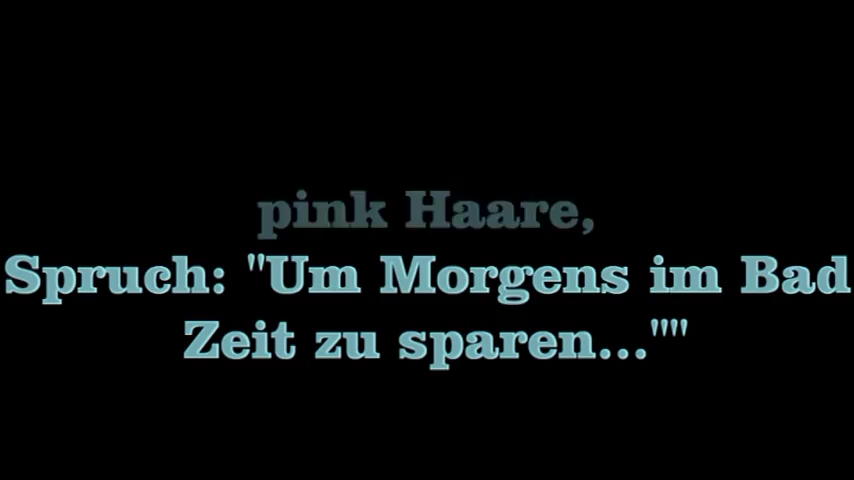 pink Haare,
Spruch: "Um Morgens im Bad
Zeit zu sparen...""